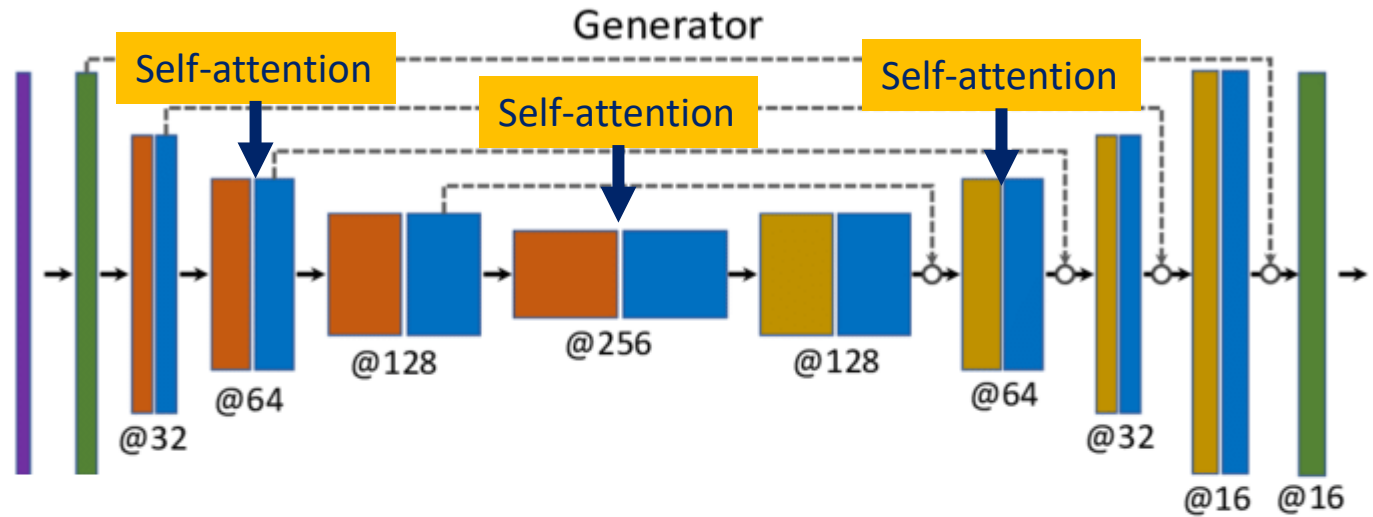 Generator
Self-attention
Self-attention
Self-attention
@32
@64
@128
@256
@128
@64
@32
@16
@16